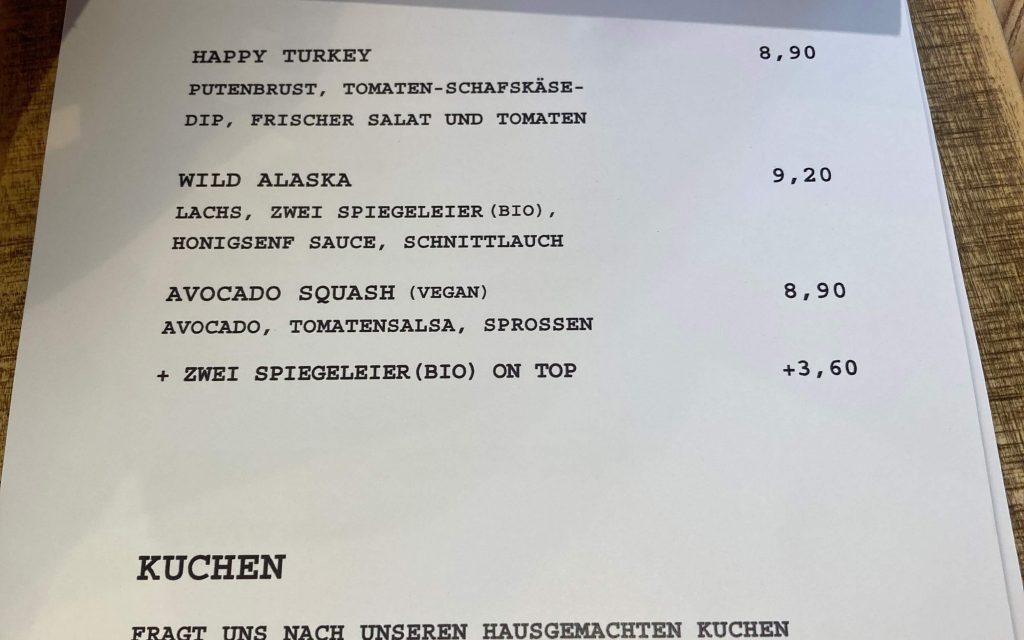 HAPPY TURKEY 8,90
PUTENBRUST, TOMATEN-SCHAFSKÄSE-
DIP, FRISCHER SALAT UND TOMATEN
WILD ALASKA 9,20
LACHS, ZWEI SPIEGELEIER(BIO),
HONIGSENF SAUCE, SCHNITTLAUCH
AVOCADO SQUASH (VEGAN) 8,90
AVOCADO, TOMATENSALSA, SPROSSEN
+ ZWEI SPIEGELEIER(BIO) ON TOP +3,60
KUCHEN
FRAGT UNS NACH UNSEREN HAUSGEMACHTEN KUCHEN